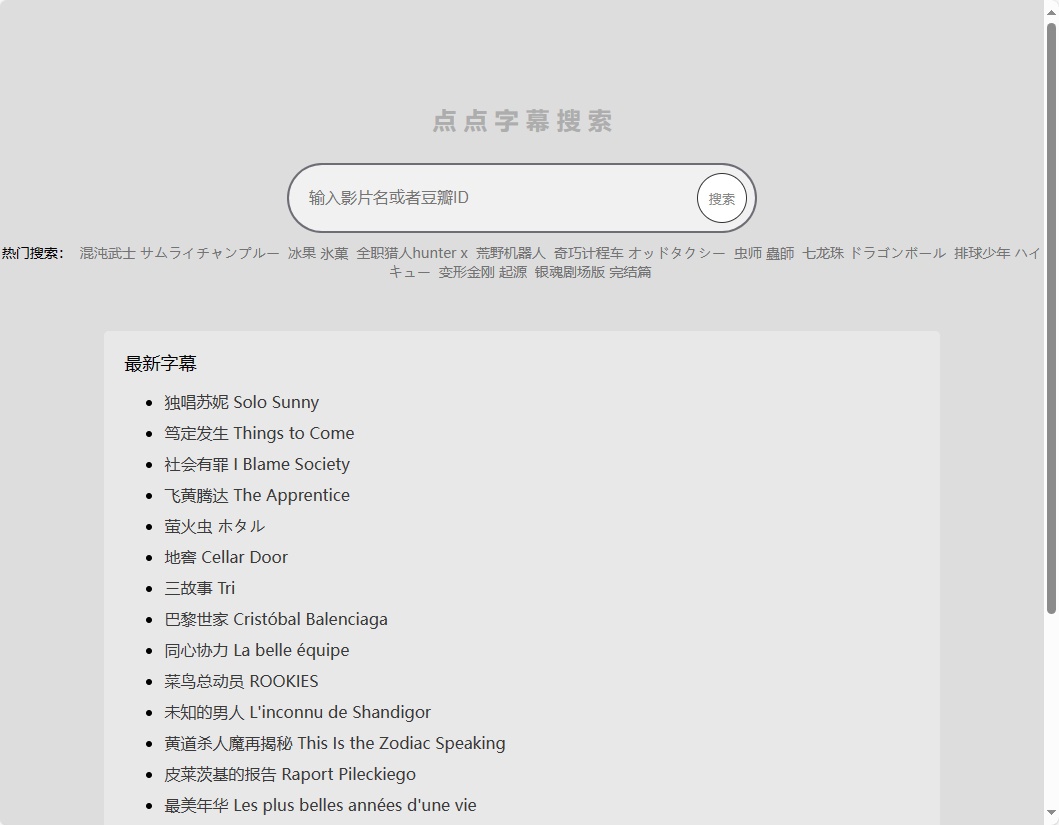 点点字幕搜索
输入影片名或者豆瓣ID
搜索
热门搜索： 混沌武士 サムライチャンプルー 冰果 氷菓 全职猎人hunter x 荒野机器人 奇巧计程车 オッドタクシー 虫师 蟲師 七龙珠 ドラゴンボール 排球少年 ハイ
キュー 变形金刚 起源 银魂剧场版 完结篇
最新字幕
独唱苏妮 Solo Sunny
笃定发生 Things to Come
社会有罪 I Blame Society
飞黄腾达 The Apprentice
萤火虫 ホタル
地窖 Cellar Door
三故事 Tri
巴黎世家 Cristóbal Balenciaga
同心协力 La belle équipe
菜鸟总动员 ROOKIES
未知的男人 L'inconnu de Shandigor
黄道杀人魔再揭秘 This Is the Zodiac Speaking
皮莱茨基的报告 Raport Pileckiego
最美年华 Les plus belles années d'une vie